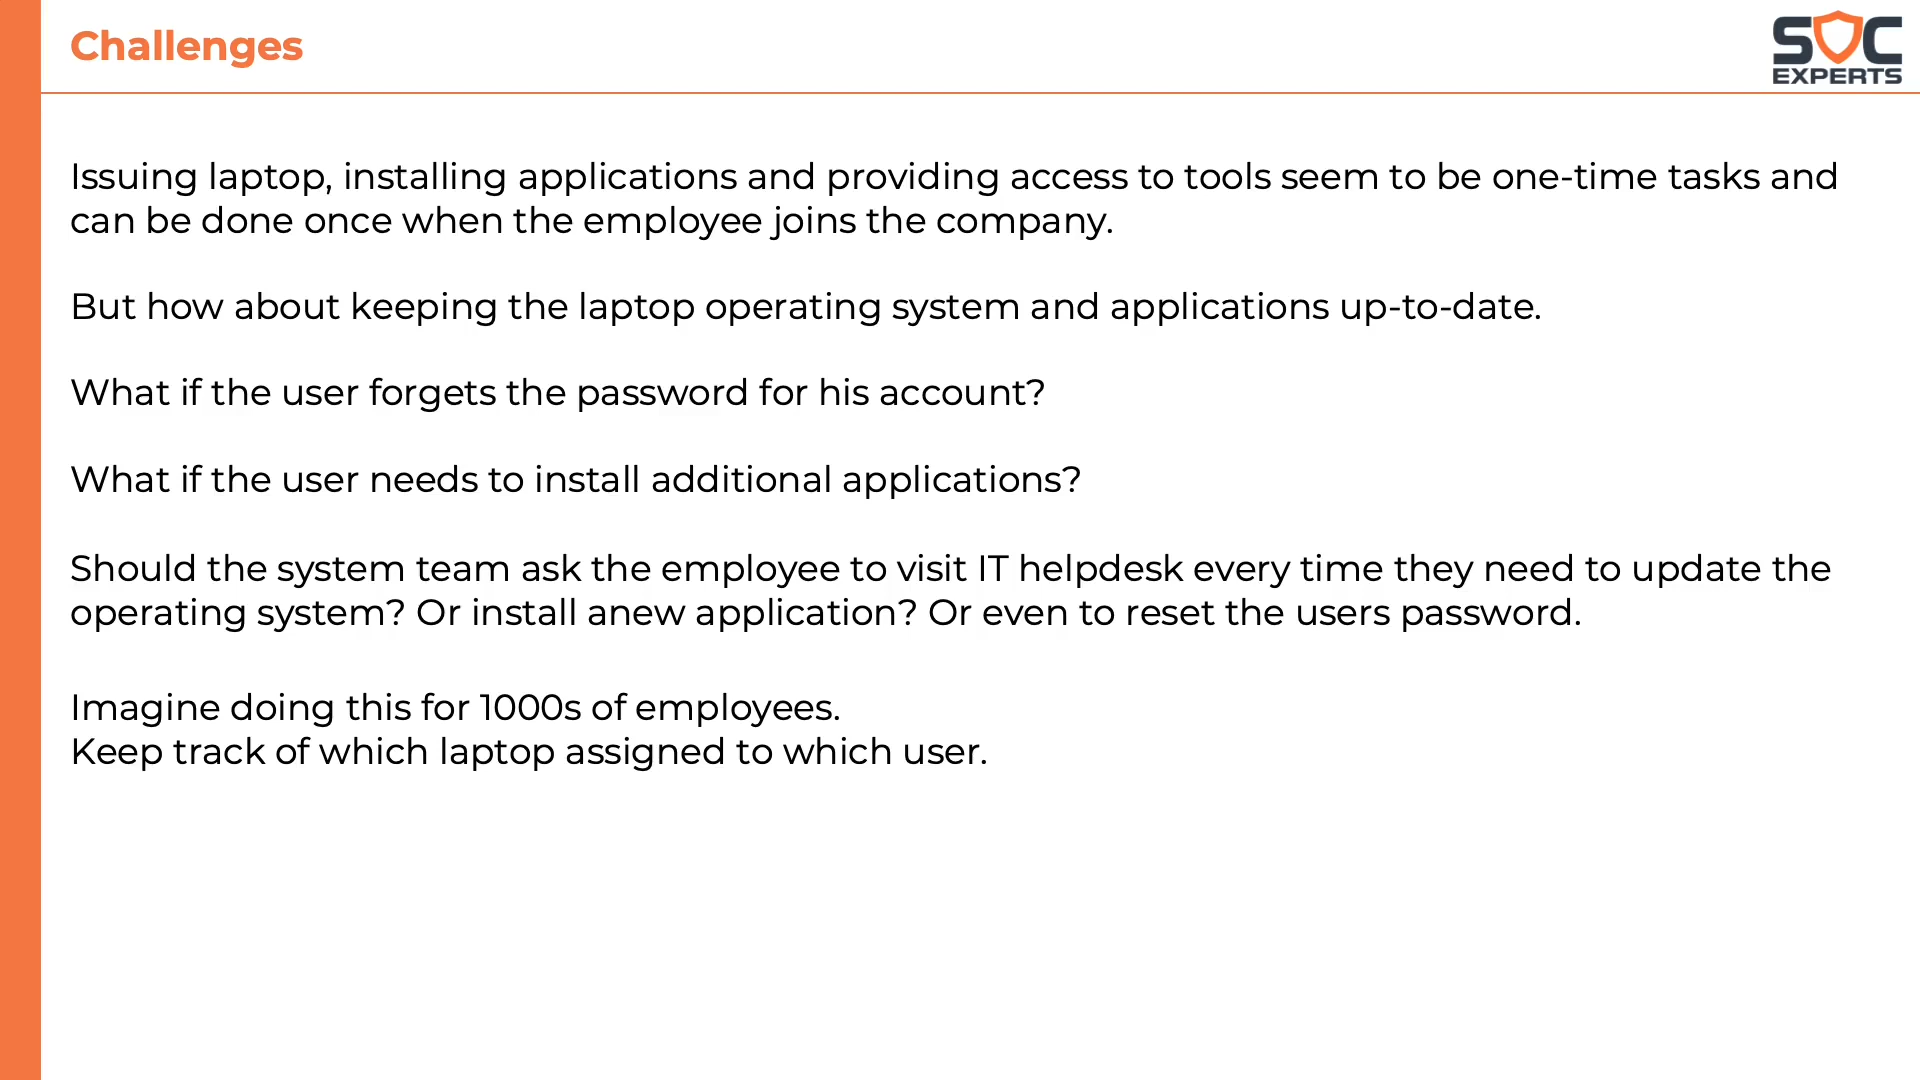 Challenges
SOC
EXPERTS
Issuing laptop, installing applications and providing access to tools seem to be one-time tasks and
can be done once when the employee joins the company.
But how about keeping the laptop operating system and applications up-to-date.
What if the user forgets the password for his account?
What if the user needs to install additional applications?
Should the system team ask the employee to visit IT helpdesk every time they need to update the
operating system? Or install anew application? Or even to reset the users password.
Imagine doing this for 1000s of employees.
Keep track of which laptop assigned to which user.